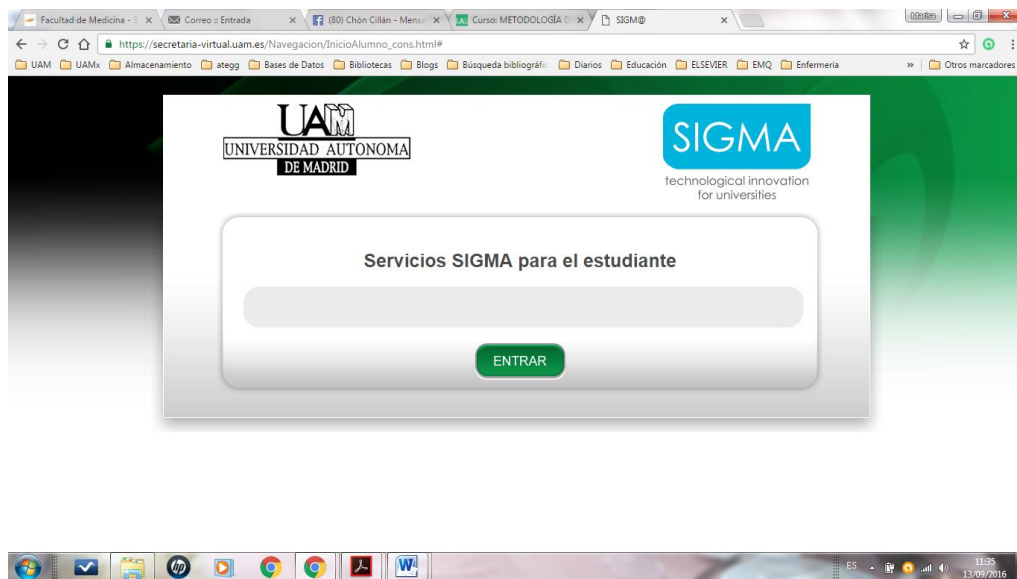 Facultad de Medicina -
Correo :: Entrada
(80) Chón Cillán - Mensa
Curso: METODOLOGÍA
SIGM@
Marisa
https://secretaria-virtual.uam.es/Navegacion/InicioAlumno_cons.html#
UAM UAMx Almacenamiento ategg Bases de Datos Bibliotecas Blogs Búsqueda bibliográfic Diarios Educación ELSEVIER EMQ Enfermería » Otros marcadores
UAM
UNIVERSIDAD AUTONOMA
DE MADRID
SIGMA
technological innovation
for universities
Servicios SIGMA para el estudiante
ENTRAR
hp
W
ES
11:35
13/09/2016